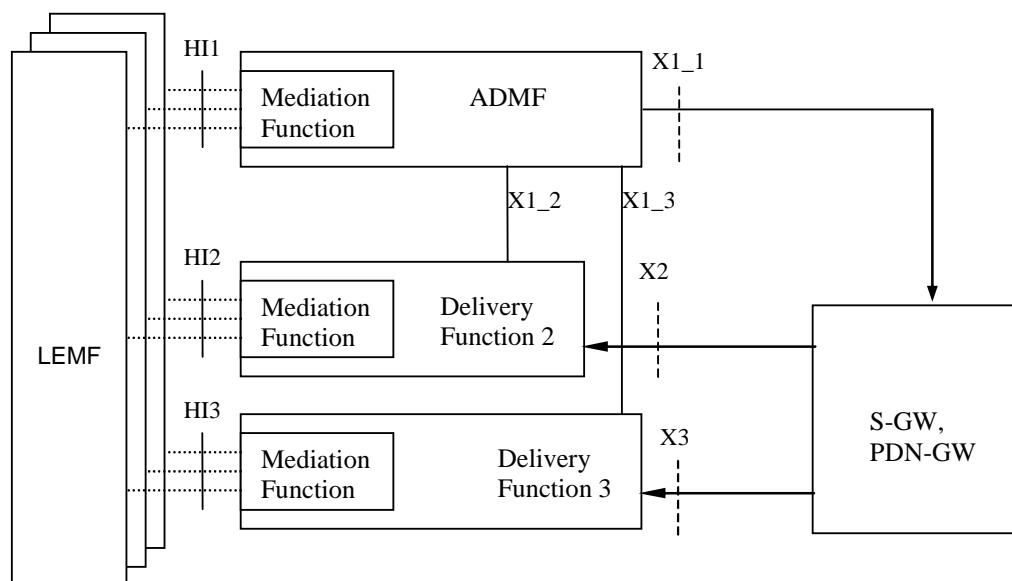 HI1
X1_1
Mediation
Function
ADMF
X1_2
X1_3
HI2
X2
Mediation
Function
Delivery
Function 2
LEMF
HI3
X3
Mediation
Function
Delivery
Function 3
S-GW,
PDN-GW